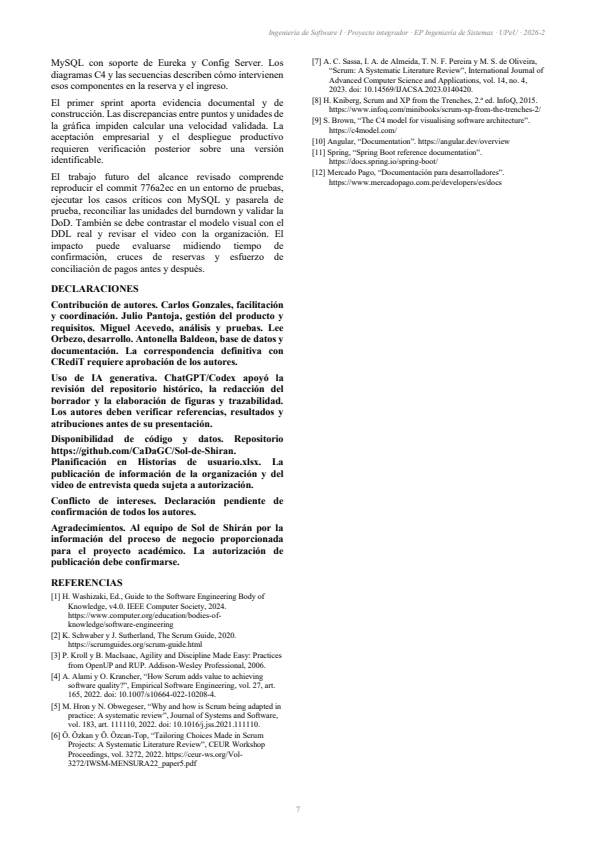 Ingeniería de Software I · Proyecto integrador · EP Ingeniería de Sistemas · UPeU · 2026-2
MySQL con soporte de Eureka y Config Server. Los
diagramas C4 y las secuencias describen cómo intervienen
esos componentes en la reserva y el ingreso.
El primer sprint aporta evidencia documental y de
construcción. Las discrepancias entre puntos y unidades de
la gráfica impiden calcular una velocidad validada. La
aceptación empresarial y el despliegue productivo
requieren verificación posterior sobre una versión
identificable.
El trabajo futuro del alcance revisado comprende
reproducir el commit 776a2ec en un entorno de pruebas,
ejecutar los casos críticos con MySQL y pasarela de
prueba, reconciliar las unidades del burndown y validar la
DoD. También se debe contrastar el modelo visual con el
DDL real y revisar el video con la organización. El
impacto puede evaluarse midiendo tiempo de
confirmación, cruces de reservas y esfuerzo de
conciliación de pagos antes y después.
DECLARACIONES
Contribución de autores. Carlos Gonzales, facilitación
y coordinación. Julio Pantoja, gestión del producto y
requisitos. Miguel Acevedo, análisis y pruebas. Lee
Orbezo, desarrollo. Antonella Baldeon, base de datos y
documentación. La correspondencia definitiva con
CRediT requiere aprobación de los autores.
Uso de IA generativa. ChatGPT/Codex apoyó la
revisión del repositorio histórico, la redacción del
borrador y la elaboración de figuras y trazabilidad.
Los autores deben verificar referencias, resultados y
atribuciones antes de su presentación.
Disponibilidad de código y datos. Repositorio
https://github.com/CaDaGC/Sol-de-Shiran.
Planificación en Historias de usuario.xlsx. La
publicación de información de la organización y del
video de entrevista queda sujeta a autorización.
Conflicto de intereses. Declaración pendiente de
confirmación de todos los autores.
Agradecimientos. Al equipo de Sol de Shirán por la
información del proceso de negocio proporcionada
para el proyecto académico. La autorización de
publicación debe confirmarse.
REFERENCIAS
[1] H. Washizaki, Ed., Guide to the Software Engineering Body of
Knowledge, v4.0. IEEE Computer Society, 2024.
https://www.computer.org/education/bodies-of-
knowledge/software-engineering
[2] K. Schwaber y J. Sutherland, The Scrum Guide, 2020.
https://scrumguides.org/scrum-guide.html
[3] P. Kroll y B. MacIsaac, Agility and Discipline Made Easy: Practices
from OpenUP and RUP. Addison-Wesley Professional, 2006.
[4] A. Alami y O. Krancher, “How Scrum adds value to achieving
software quality?”, Empirical Software Engineering, vol. 27, art.
165, 2022. doi: 10.1007/s10664-022-10208-4.
[5] M. Hron y N. Obwegeser, “Why and how is Scrum being adapted in
practice: A systematic review”, Journal of Systems and Software,
vol. 183, art. 111110, 2022. doi: 10.1016/j.jss.2021.111110.
[6] Ö. Özkan y Ö. Özcan-Top, “Tailoring Choices Made in Scrum
Projects: A Systematic Literature Review”, CEUR Workshop
Proceedings, vol. 3272, 2022. https://ceur-ws.org/Vol-
3272/IWSM-MENSURA22_paper5.pdf
[7] A. C. Sassa, I. A. de Almeida, T. N. F. Pereira y M. S. de Oliveira,
“Scrum: A Systematic Literature Review”, International Journal of
Advanced Computer Science and Applications, vol. 14, no. 4,
2023. doi: 10.14569/IJACSA.2023.0140420.
[8] H. Kniberg, Scrum and XP from the Trenches, 2.ª ed. InfoQ, 2015.
https://www.infoq.com/minibooks/scrum-xp-from-the-trenches-2/
[9] S. Brown, “The C4 model for visualising software architecture”.
https://c4model.com/
[10] Angular, “Documentation”. https://angular.dev/overview
[11] Spring, “Spring Boot reference documentation”.
https://docs.spring.io/spring-boot/
[12] Mercado Pago, “Documentación para desarrolladores”.
https://www.mercadopago.com.pe/developers/es/docs
7